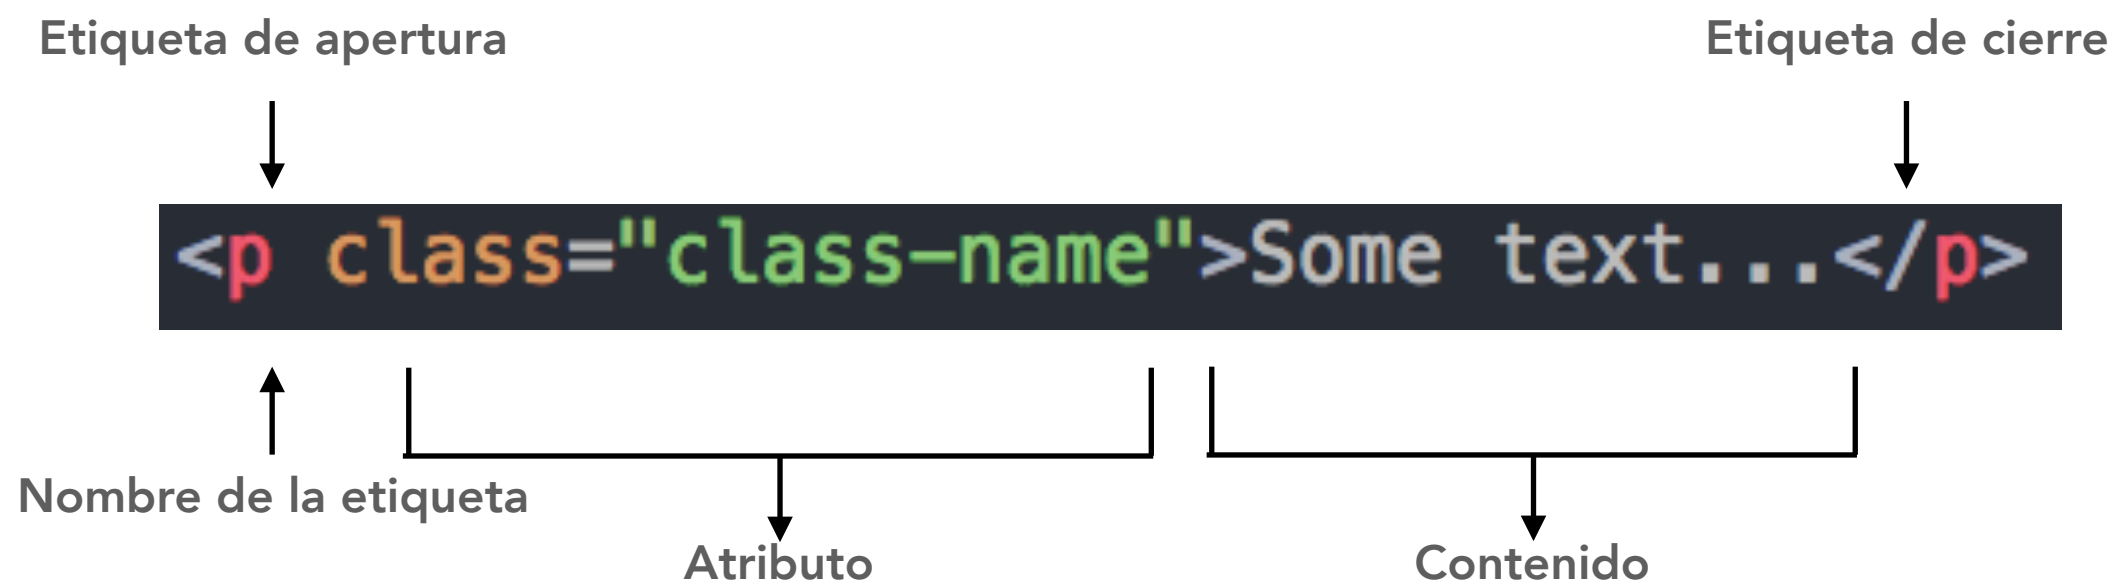 Etiqueta de apertura
Etiqueta de cierre
<p class="class-name">Some text...</p>
Nombre de la etiqueta
Atributo
Contenido